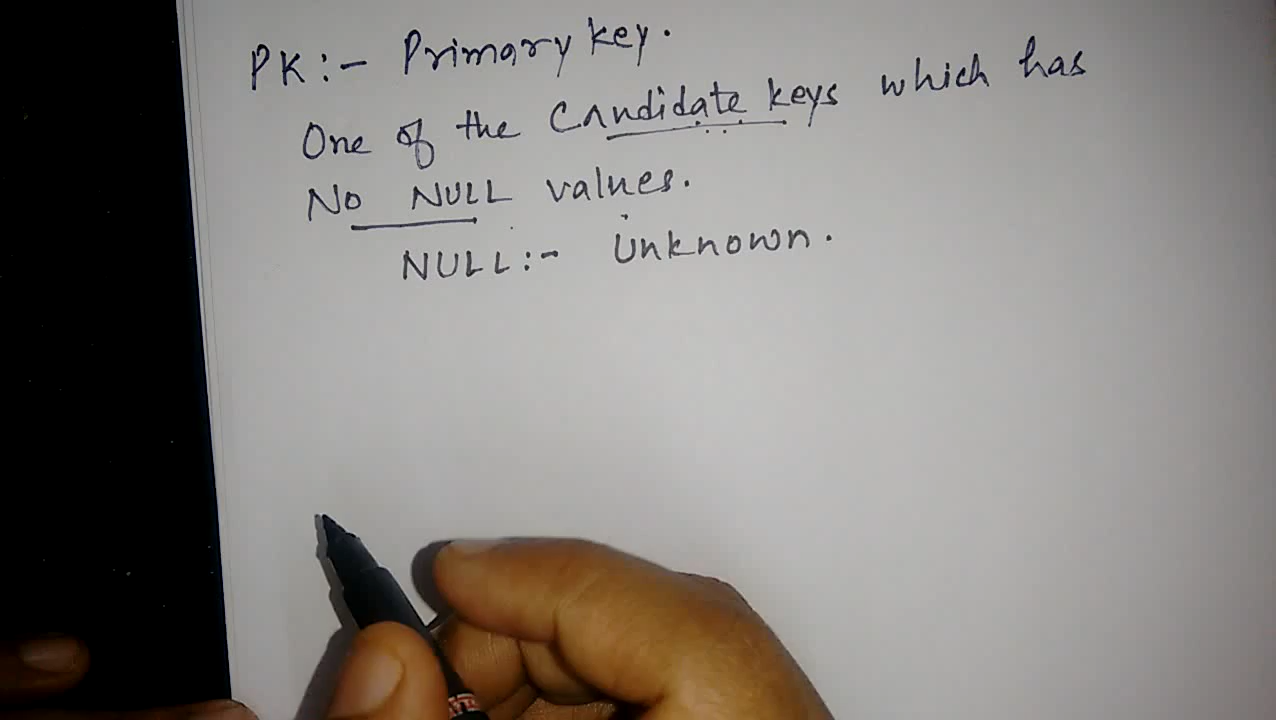 PK:- Primary key.
One of the Candidate keys which has
No NULL values.
NULL:- Unknown.